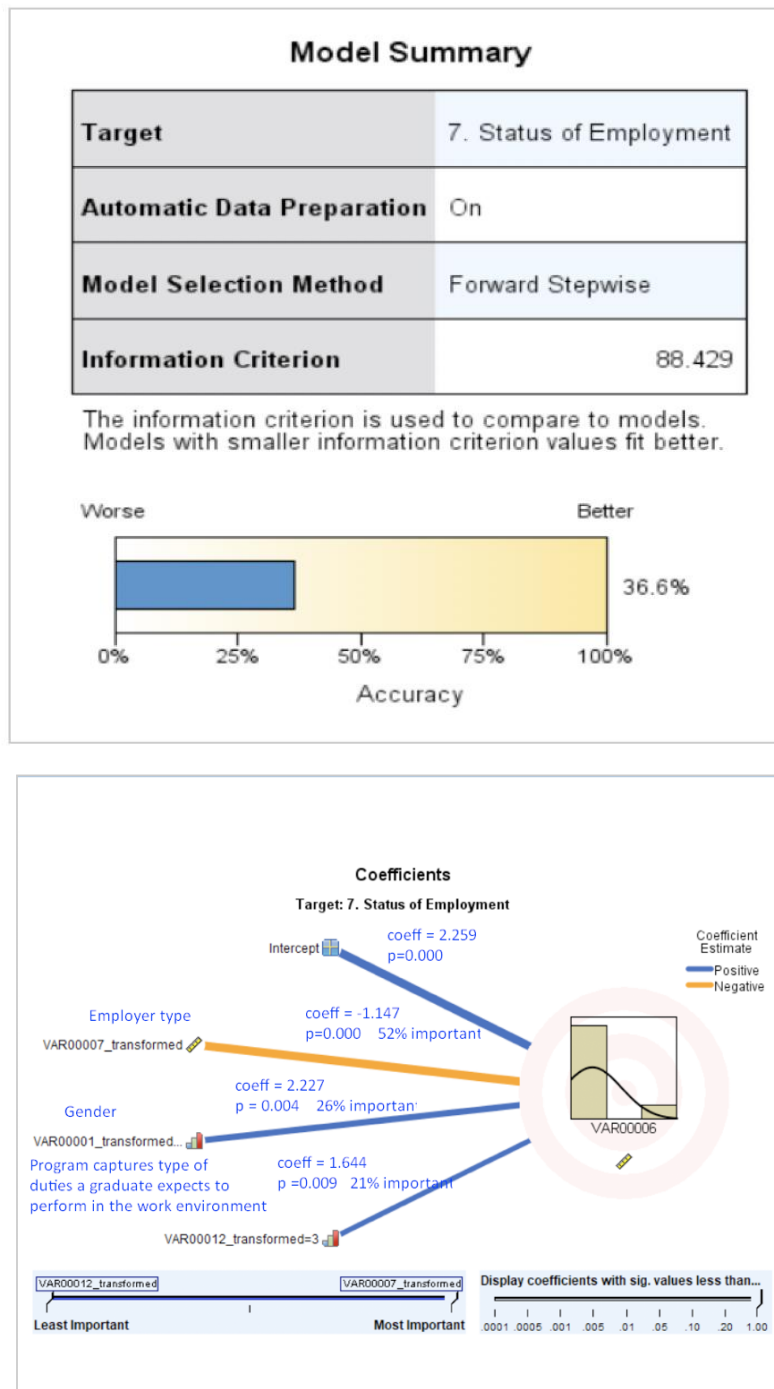 Model Summary
Target 7. Status of Employment
Automatic Data Preparation On
Model Selection Method Forward Stepwise
Information Criterion 88.429
The information criterion is used to compare to models.
Models with smaller information criterion values fit better.
Worse Better
36.6%
0% 25% 50% 75% 100%
Accuracy
Coefficients
Target: 7. Status of Employment
Intercept
coeff = 2.259
p=0.000
Coefficient
Estimate
Positive
Negative
Employer type
VAR00007_transformed
coeff = -1.147
p=0.000 52% important
Gender
VAR00001_transformed...
coeff = 2.227
p = 0.004 26% important
Program captures type of
duties a graduate expects to
perform in the work environment
coeff = 1.644
p =0.009 21% important
VAR00012_transformed=3
VAR00006
VAR00012_transformed VAR00007_transformed
Least Important Most Important
Display coefficients with sig. values less than...
.0001 .0005 .001 .005 .01 .05 .10 .20 1.00